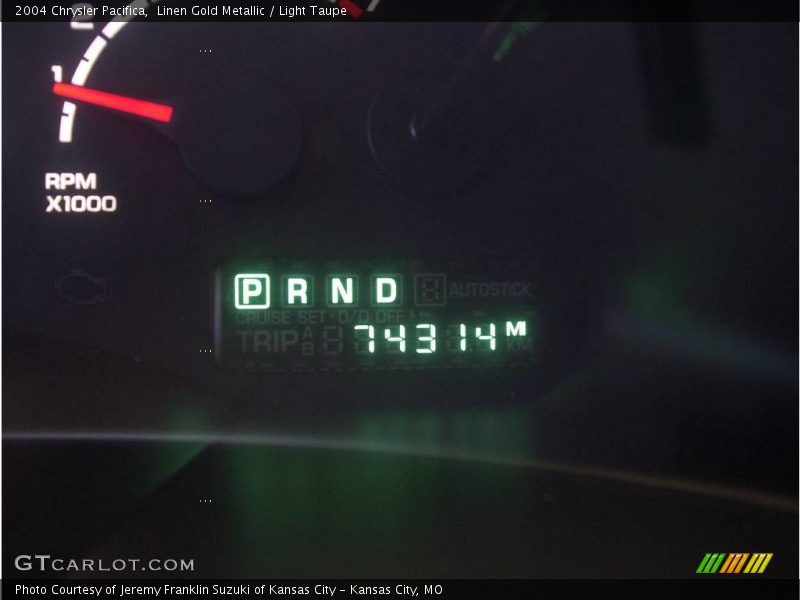 2004 Chrysler Pacifica,  Linen Gold Metallic / Light Taupe
2
1
RPM
X1000
P R N D AUTOSTICK
CRUISE SET · O/D OFF
TRIP A B 74314 M KM
GTCARLOT.COM
Photo Courtesy of Jeremy Franklin Suzuki of Kansas City – Kansas City, MO